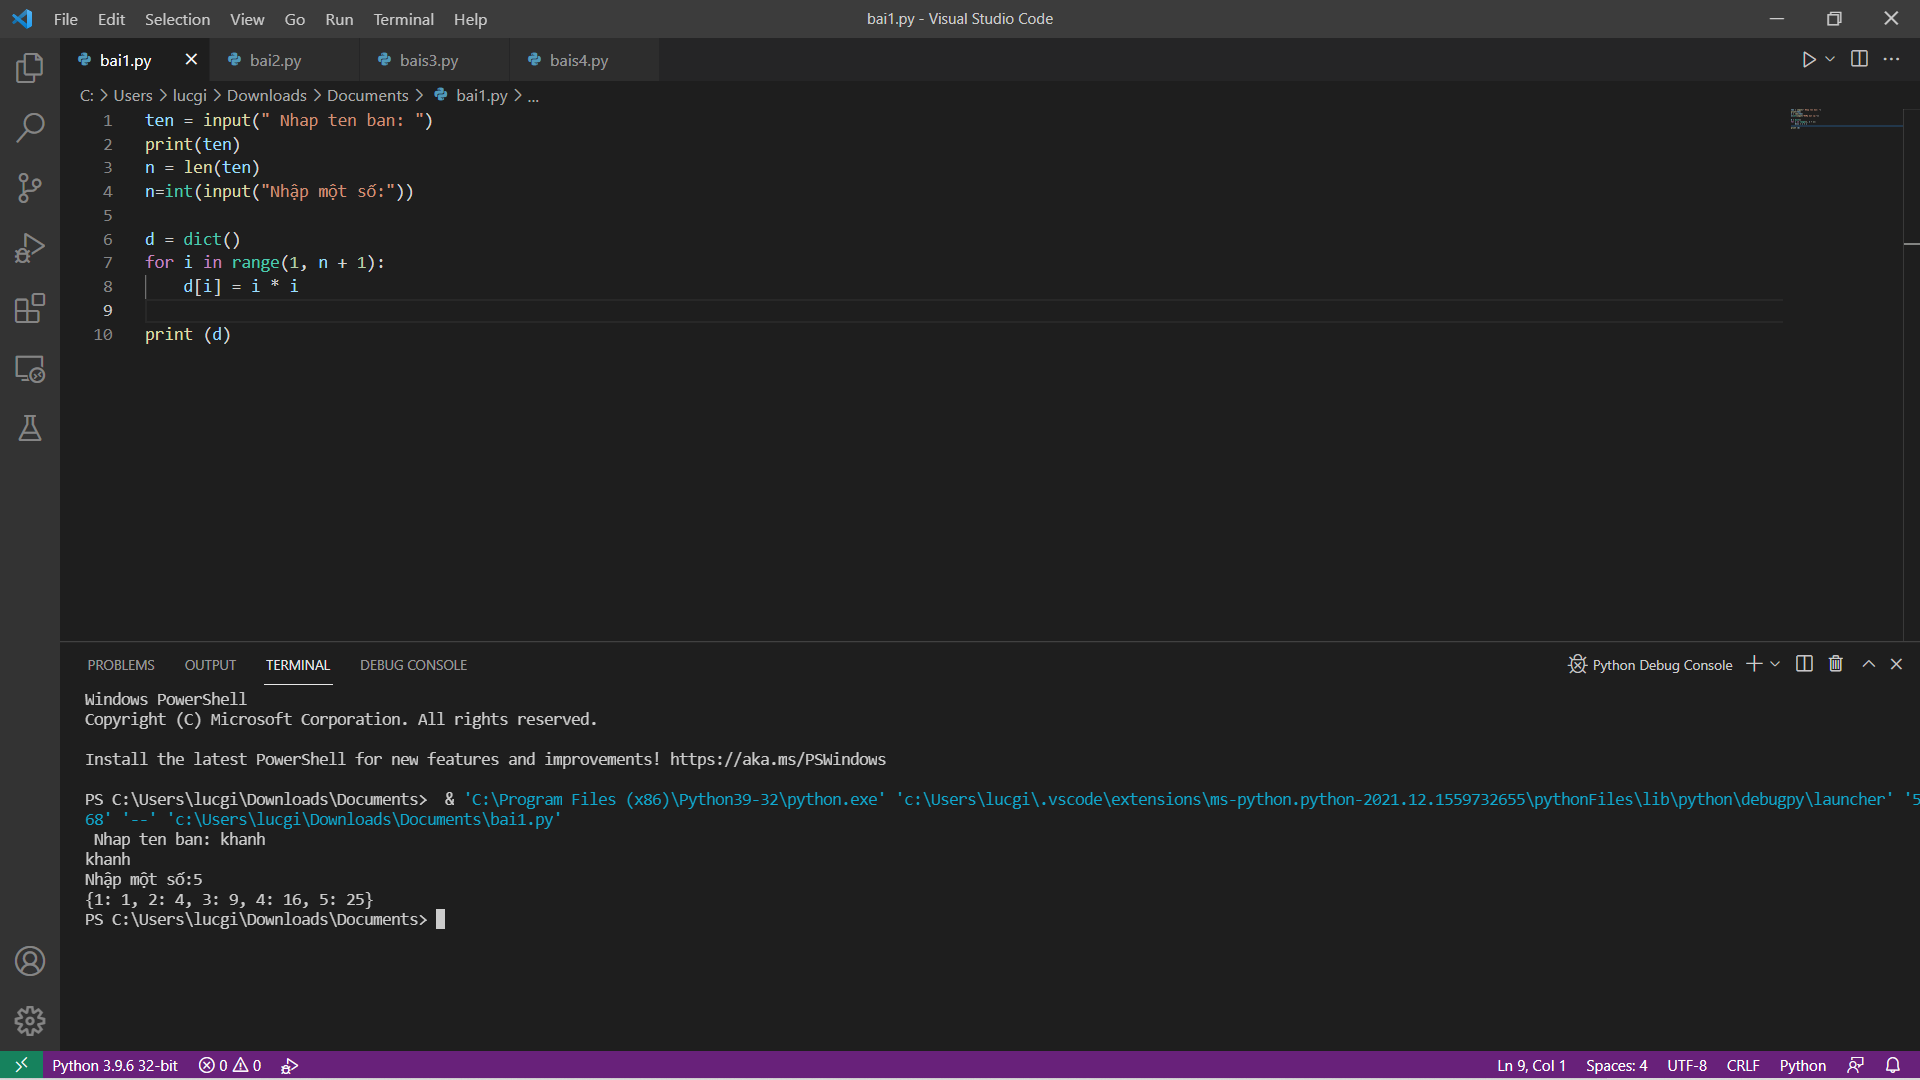 File Edit Selection View Go Run Terminal Help
bai1.py - Visual Studio Code
bai1.py bai2.py bais3.py bais4.py
C: > Users > lucgi > Downloads > Documents > bai1.py > ...
1 ten = input(" Nhap ten ban: ")
2 print(ten)
3 n = len(ten)
4 n=int(input("Nhập một số:"))
5
6 d = dict()
7 for i in range(1, n + 1):
8 d[i] = i * i
9
10 print (d)
PROBLEMS OUTPUT TERMINAL DEBUG CONSOLE
Python Debug Console
Windows PowerShell
Copyright (C) Microsoft Corporation. All rights reserved.
Install the latest PowerShell for new features and improvements! https://aka.ms/PSWindows
PS C:\Users\lucgi\Downloads\Documents>  & 'C:\Program Files (x86)\Python39-32\python.exe' 'c:\Users\lucgi\.vscode\extensions\ms-python.python-2021.12.1559732655\pythonFiles\lib\python\debugpy\launcher' '5
68' '--' 'c:\Users\lucgi\Downloads\Documents\bai1.py'
Nhap ten ban: khanh
khanh
Nhập một số:5
{1: 1, 2: 4, 3: 9, 4: 16, 5: 25}
PS C:\Users\lucgi\Downloads\Documents>
Python 3.9.6 32-bit 0 0
Ln 9, Col 1 Spaces: 4 UTF-8 CRLF Python